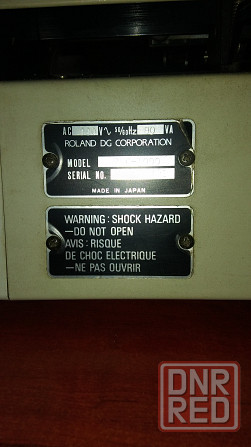 AC V∿ 50/60Hz 90 VA
ROLAND DG CORPORATION
MODEL
SERIAL NO.
MADE IN JAPAN
WARNING : SHOCK HAZARD
—DO NOT OPEN
AVIS : RISQUE
DE CHOC ELECTRIQUE
—NE PAS OUVRIR
DNR
RED